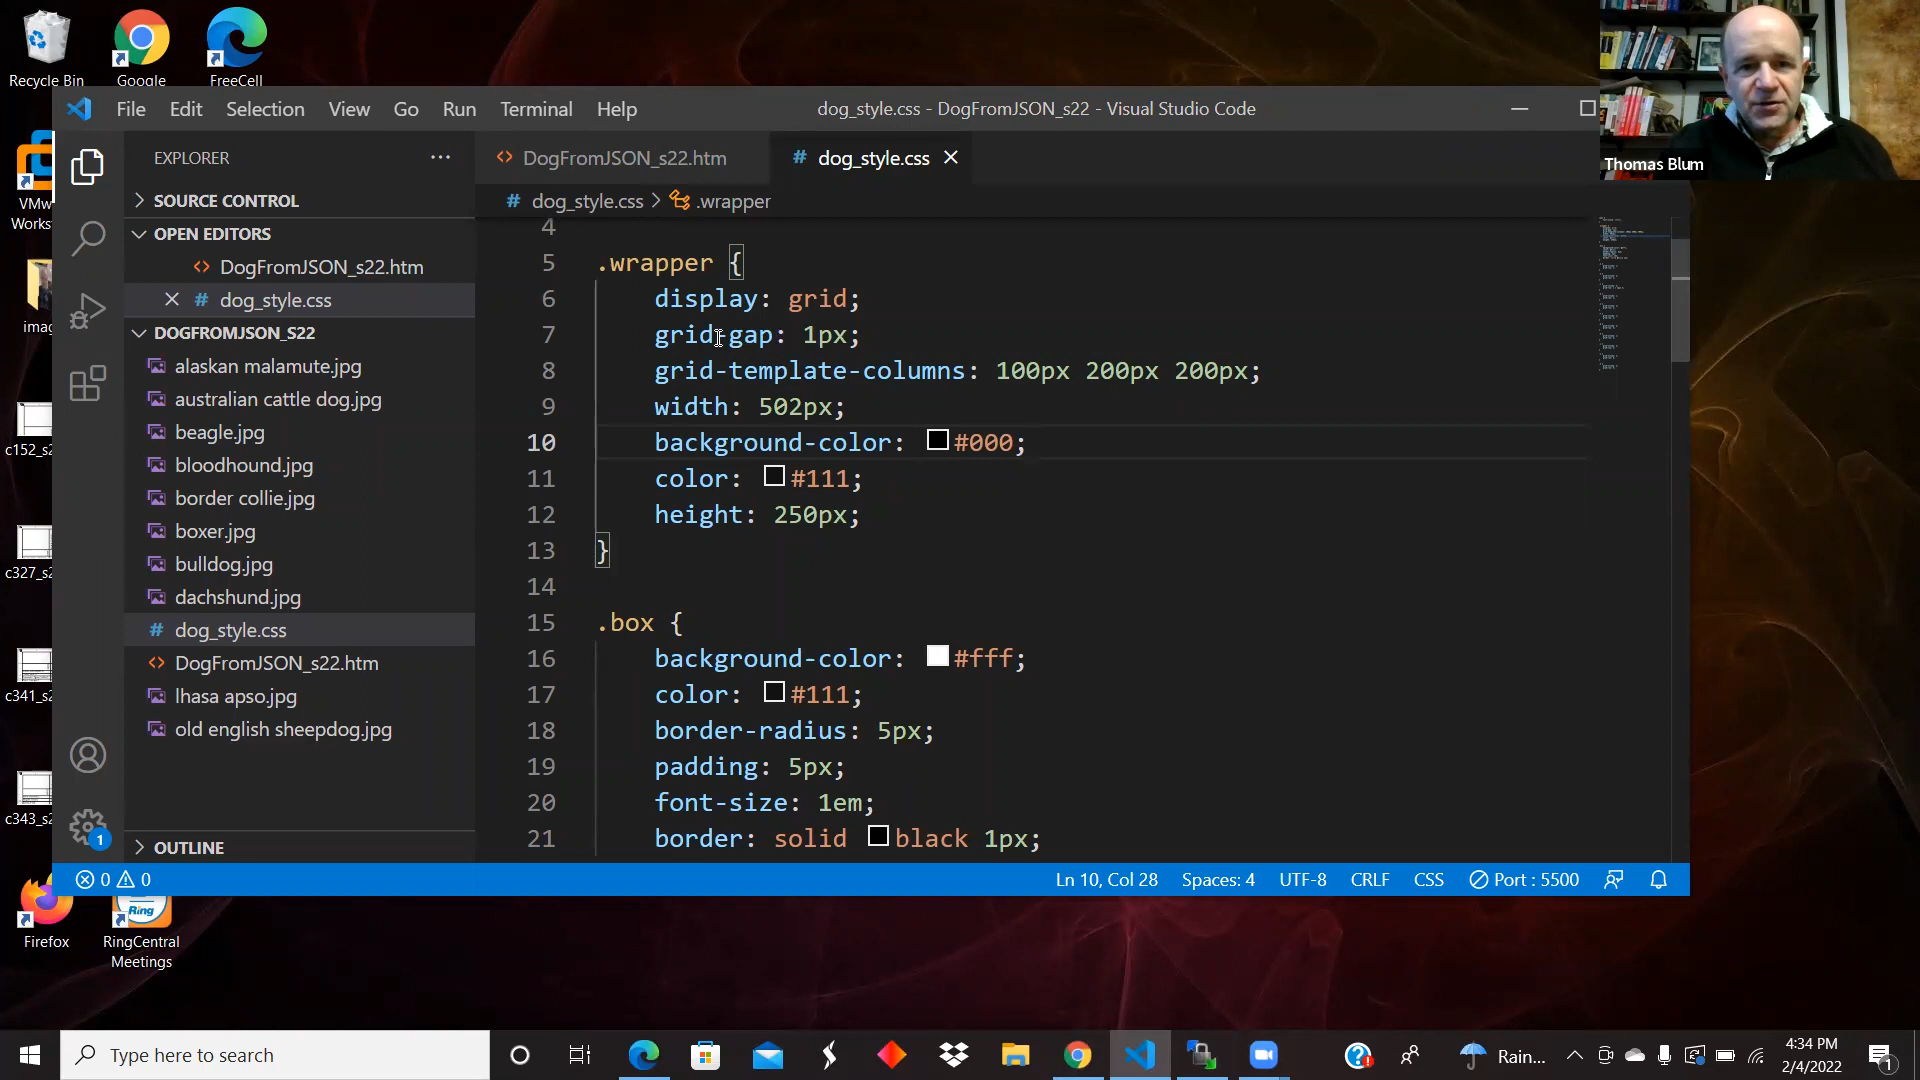 Recycle Bin
Google
FreeCell
File Edit Selection View Go Run Terminal Help
dog_style.css - DogFromJSON_s22 - Visual Studio Code
Thomas Blum
EXPLORER
DogFromJSON_s22.htm
# dog_style.css
SOURCE CONTROL
# dog_style.css > .wrapper
OPEN EDITORS
DogFromJSON_s22.htm
# dog_style.css
DOGFROMJSON_S22
alaskan malamute.jpg
australian cattle dog.jpg
beagle.jpg
bloodhound.jpg
border collie.jpg
boxer.jpg
bulldog.jpg
dachshund.jpg
# dog_style.css
DogFromJSON_s22.htm
lhasa apso.jpg
old english sheepdog.jpg
OUTLINE
4
5 .wrapper {
6 display: grid;
7 grid-gap: 1px;
8 grid-template-columns: 100px 200px 200px;
9 width: 502px;
10 background-color: #000;
11 color: #111;
12 height: 250px;
13 }
14
15 .box {
16 background-color: #fff;
17 color: #111;
18 border-radius: 5px;
19 padding: 5px;
20 font-size: 1em;
21 border: solid black 1px;
VMw
Works
imag
c152_s2
c327_s2
c341_s2
c343_s2
1
0 0
Ln 10, Col 28 Spaces: 4 UTF-8 CRLF CSS Port : 5500
Firefox
Ring
RingCentral
Meetings
Type here to search
Rain...
4:34 PM
2/4/2022
1